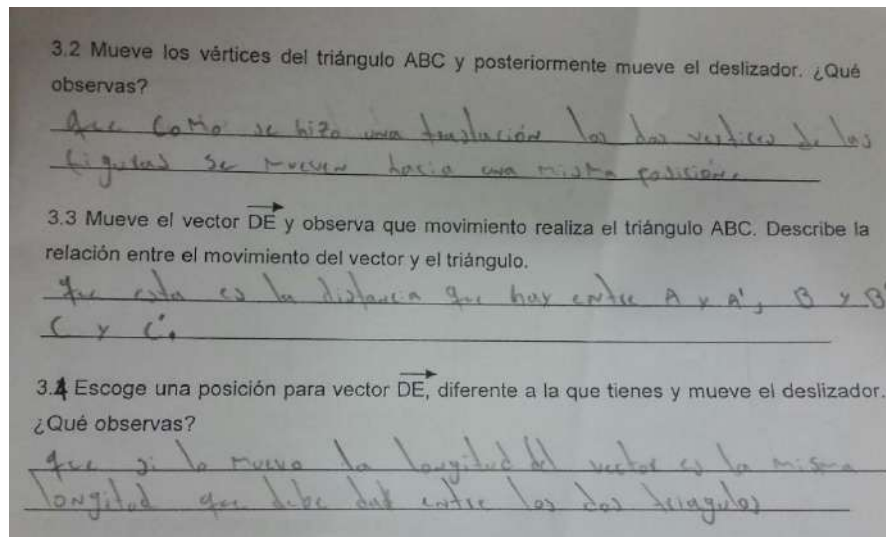 3.2 Mueve los vértices del triángulo ABC y posteriormente mueve el deslizador. ¿Qué
observas?
Que como se hizo una traslación los dos vertices de las
figuras se mueven hacia una misma posición.
3.3 Mueve el vector DE y observa que movimiento realiza el triángulo ABC. Describe la
relación entre el movimiento del vector y el triángulo.
que esta es la distancia que hay entre A y A', B y B'
C y C'.
3.4 Escoge una posición para vector DE, diferente a la que tienes y mueve el deslizador.
¿Qué observas?
que si lo muevo la longitud del vector es la misma
longitud que debe dar entre los dos triagulos